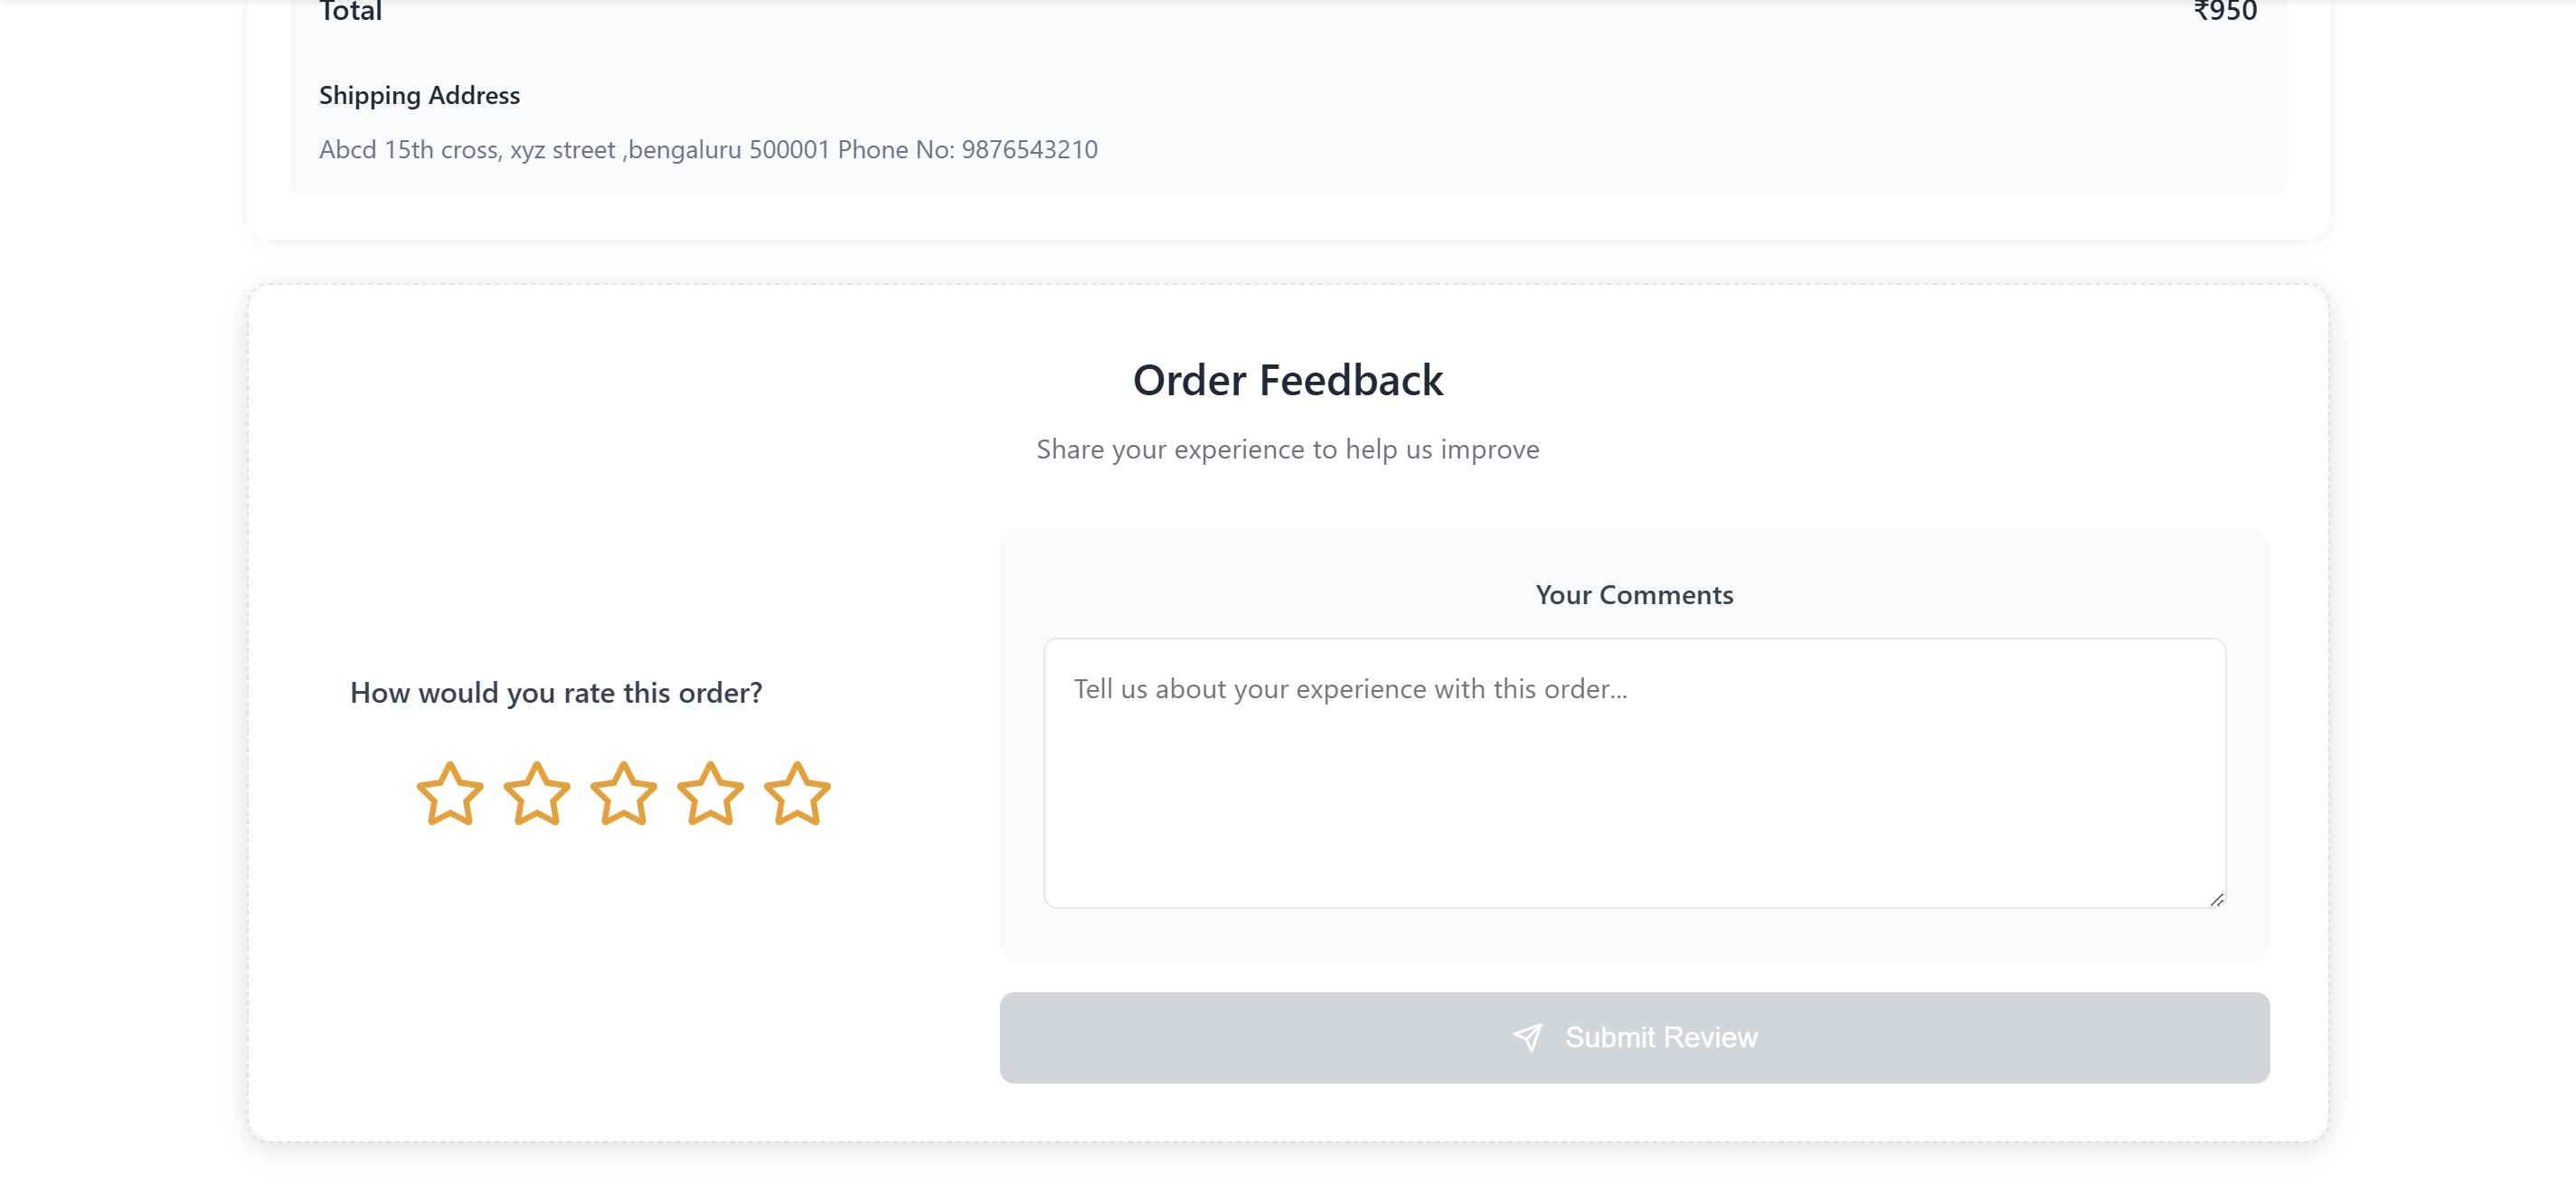 Total
₹950
Shipping Address
Abcd 15th cross, xyz street ,bengaluru 500001 Phone No: 9876543210
Order Feedback
Share your experience to help us improve
How would you rate this order?
Your Comments
Tell us about your experience with this order...
Submit Review